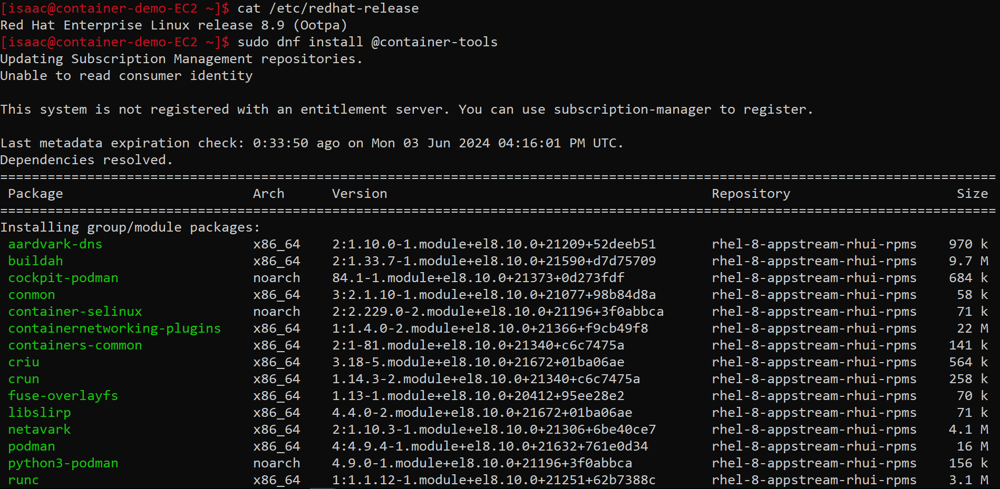 [isaac@container-demo-EC2 ~]$ cat /etc/redhat-release
Red Hat Enterprise Linux release 8.9 (Ootpa)
[isaac@container-demo-EC2 ~]$ sudo dnf install @container-tools
Updating Subscription Management repositories.
Unable to read consumer identity
This system is not registered with an entitlement server. You can use subscription-manager to register.
Last metadata expiration check: 0:33:50 ago on Mon 03 Jun 2024 04:16:01 PM UTC.
Dependencies resolved.
==============================================================================================================================
Package Arch Version Repository Size
==============================================================================================================================
Installing group/module packages:
aardvark-dns x86_64 2:1.10.0-1.module+el8.10.0+21209+52deeb51 rhel-8-appstream-rhui-rpms 970 k
buildah x86_64 2:1.33.7-1.module+el8.10.0+21590+d7d75709 rhel-8-appstream-rhui-rpms 9.7 M
cockpit-podman noarch 84.1-1.module+el8.10.0+21373+0d273fdf rhel-8-appstream-rhui-rpms 684 k
conmon x86_64 3:2.1.10-1.module+el8.10.0+21077+98b84d8a rhel-8-appstream-rhui-rpms 58 k
container-selinux noarch 2:2.229.0-2.module+el8.10.0+21196+3f0abbca rhel-8-appstream-rhui-rpms 71 k
containernetworking-plugins x86_64 1:1.4.0-2.module+el8.10.0+21366+f9cb49f8 rhel-8-appstream-rhui-rpms 22 M
containers-common x86_64 2:1-81.module+el8.10.0+21340+c6c7475a rhel-8-appstream-rhui-rpms 141 k
criu x86_64 3.18-5.module+el8.10.0+21672+01ba06ae rhel-8-appstream-rhui-rpms 564 k
crun x86_64 1.14.3-2.module+el8.10.0+21340+c6c7475a rhel-8-appstream-rhui-rpms 258 k
fuse-overlayfs x86_64 1.13-1.module+el8.10.0+20412+95ee28e2 rhel-8-appstream-rhui-rpms 70 k
libslirp x86_64 4.4.0-2.module+el8.10.0+21672+01ba06ae rhel-8-appstream-rhui-rpms 71 k
netavark x86_64 2:1.10.3-1.module+el8.10.0+21306+6be40ce7 rhel-8-appstream-rhui-rpms 4.1 M
podman x86_64 4:4.9.4-1.module+el8.10.0+21632+761e0d34 rhel-8-appstream-rhui-rpms 16 M
python3-podman noarch 4.9.0-1.module+el8.10.0+21196+3f0abbca rhel-8-appstream-rhui-rpms 156 k
runc x86_64 1:1.1.12-1.module+el8.10.0+21251+62b7388c rhel-8-appstream-rhui-rpms 3.1 M